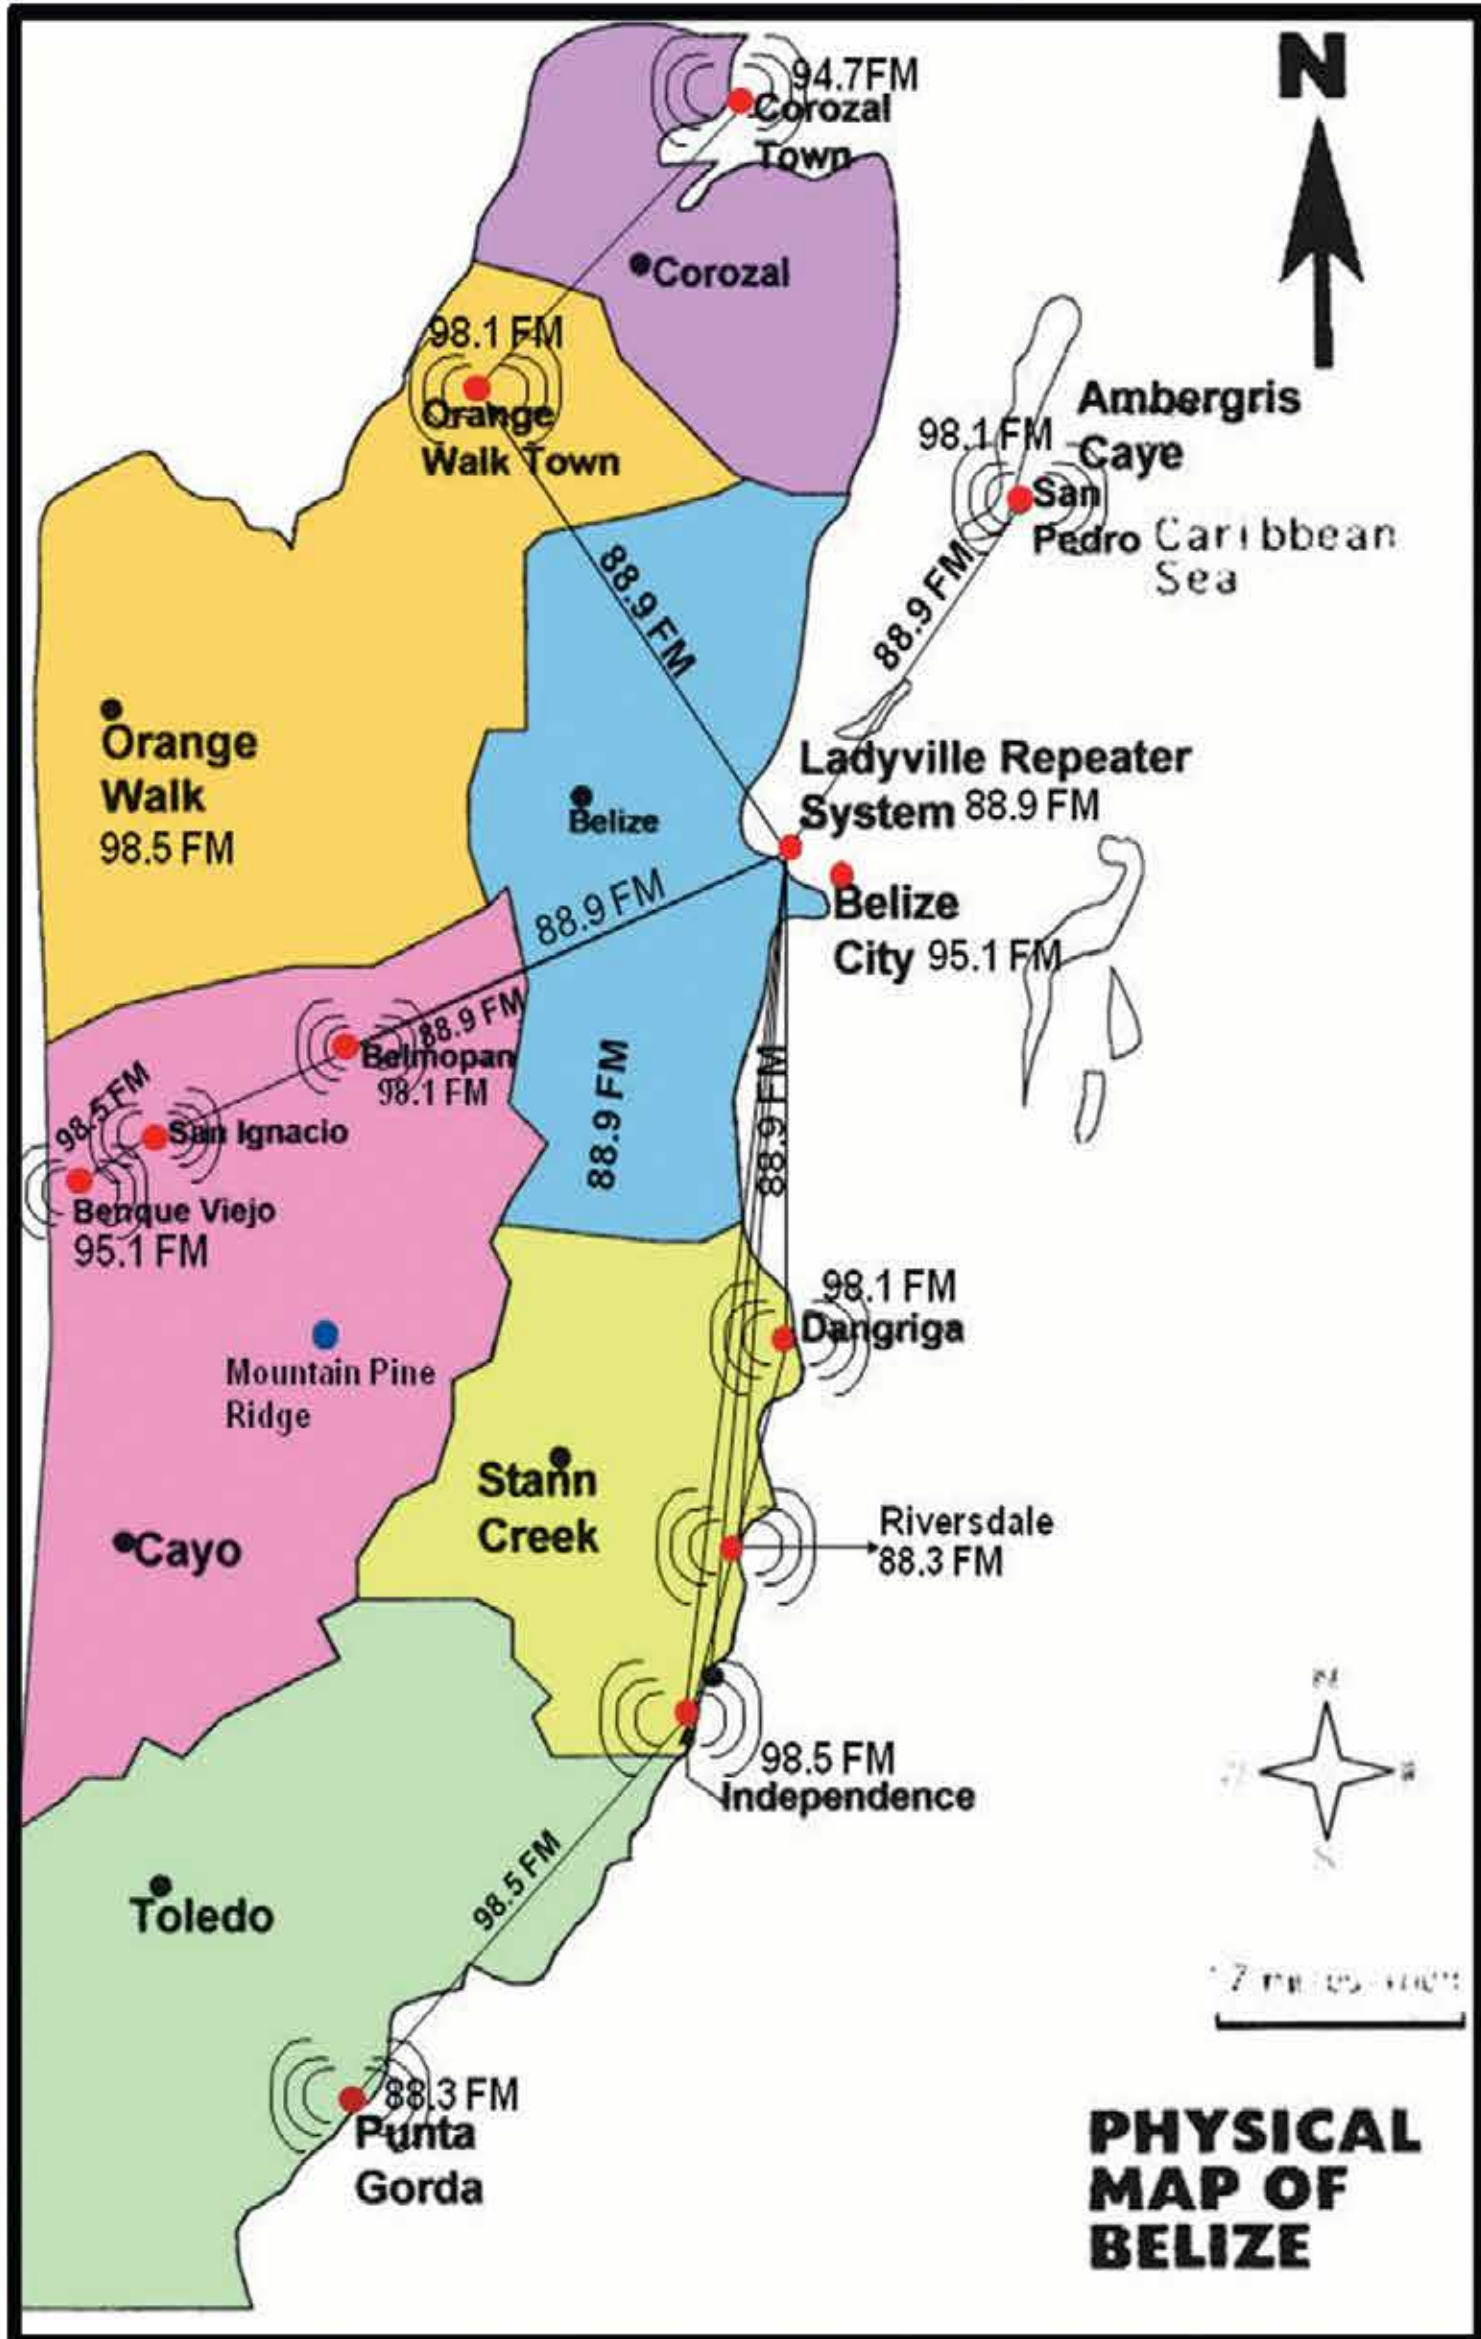 N
94.7FM
Corozal
Town
Corozal
98.1 FM
Orange
Walk Town
Ambergris
Caye
98.1 FM
San
Pedro
Caribbean
Sea
88.9 FM
88.9 FM
Orange
Walk
98.5 FM
Belize
Ladyville Repeater
System 88.9 FM
Belize
City 95.1 FM
88.9 FM
88.9 FM
Belmopan
98.1 FM
98.5 FM
San Ignacio
Benque Viejo
95.1 FM
88.9 FM
88.9 FM
98.1 FM
Dangriga
Mountain Pine
Ridge
Stann
Creek
Riversdale
88.3 FM
Cayo
98.5 FM
Independence
98.5 FM
Toledo
S
88.3 FM
Punta
Gorda
PHYSICAL
MAP OF
BELIZE